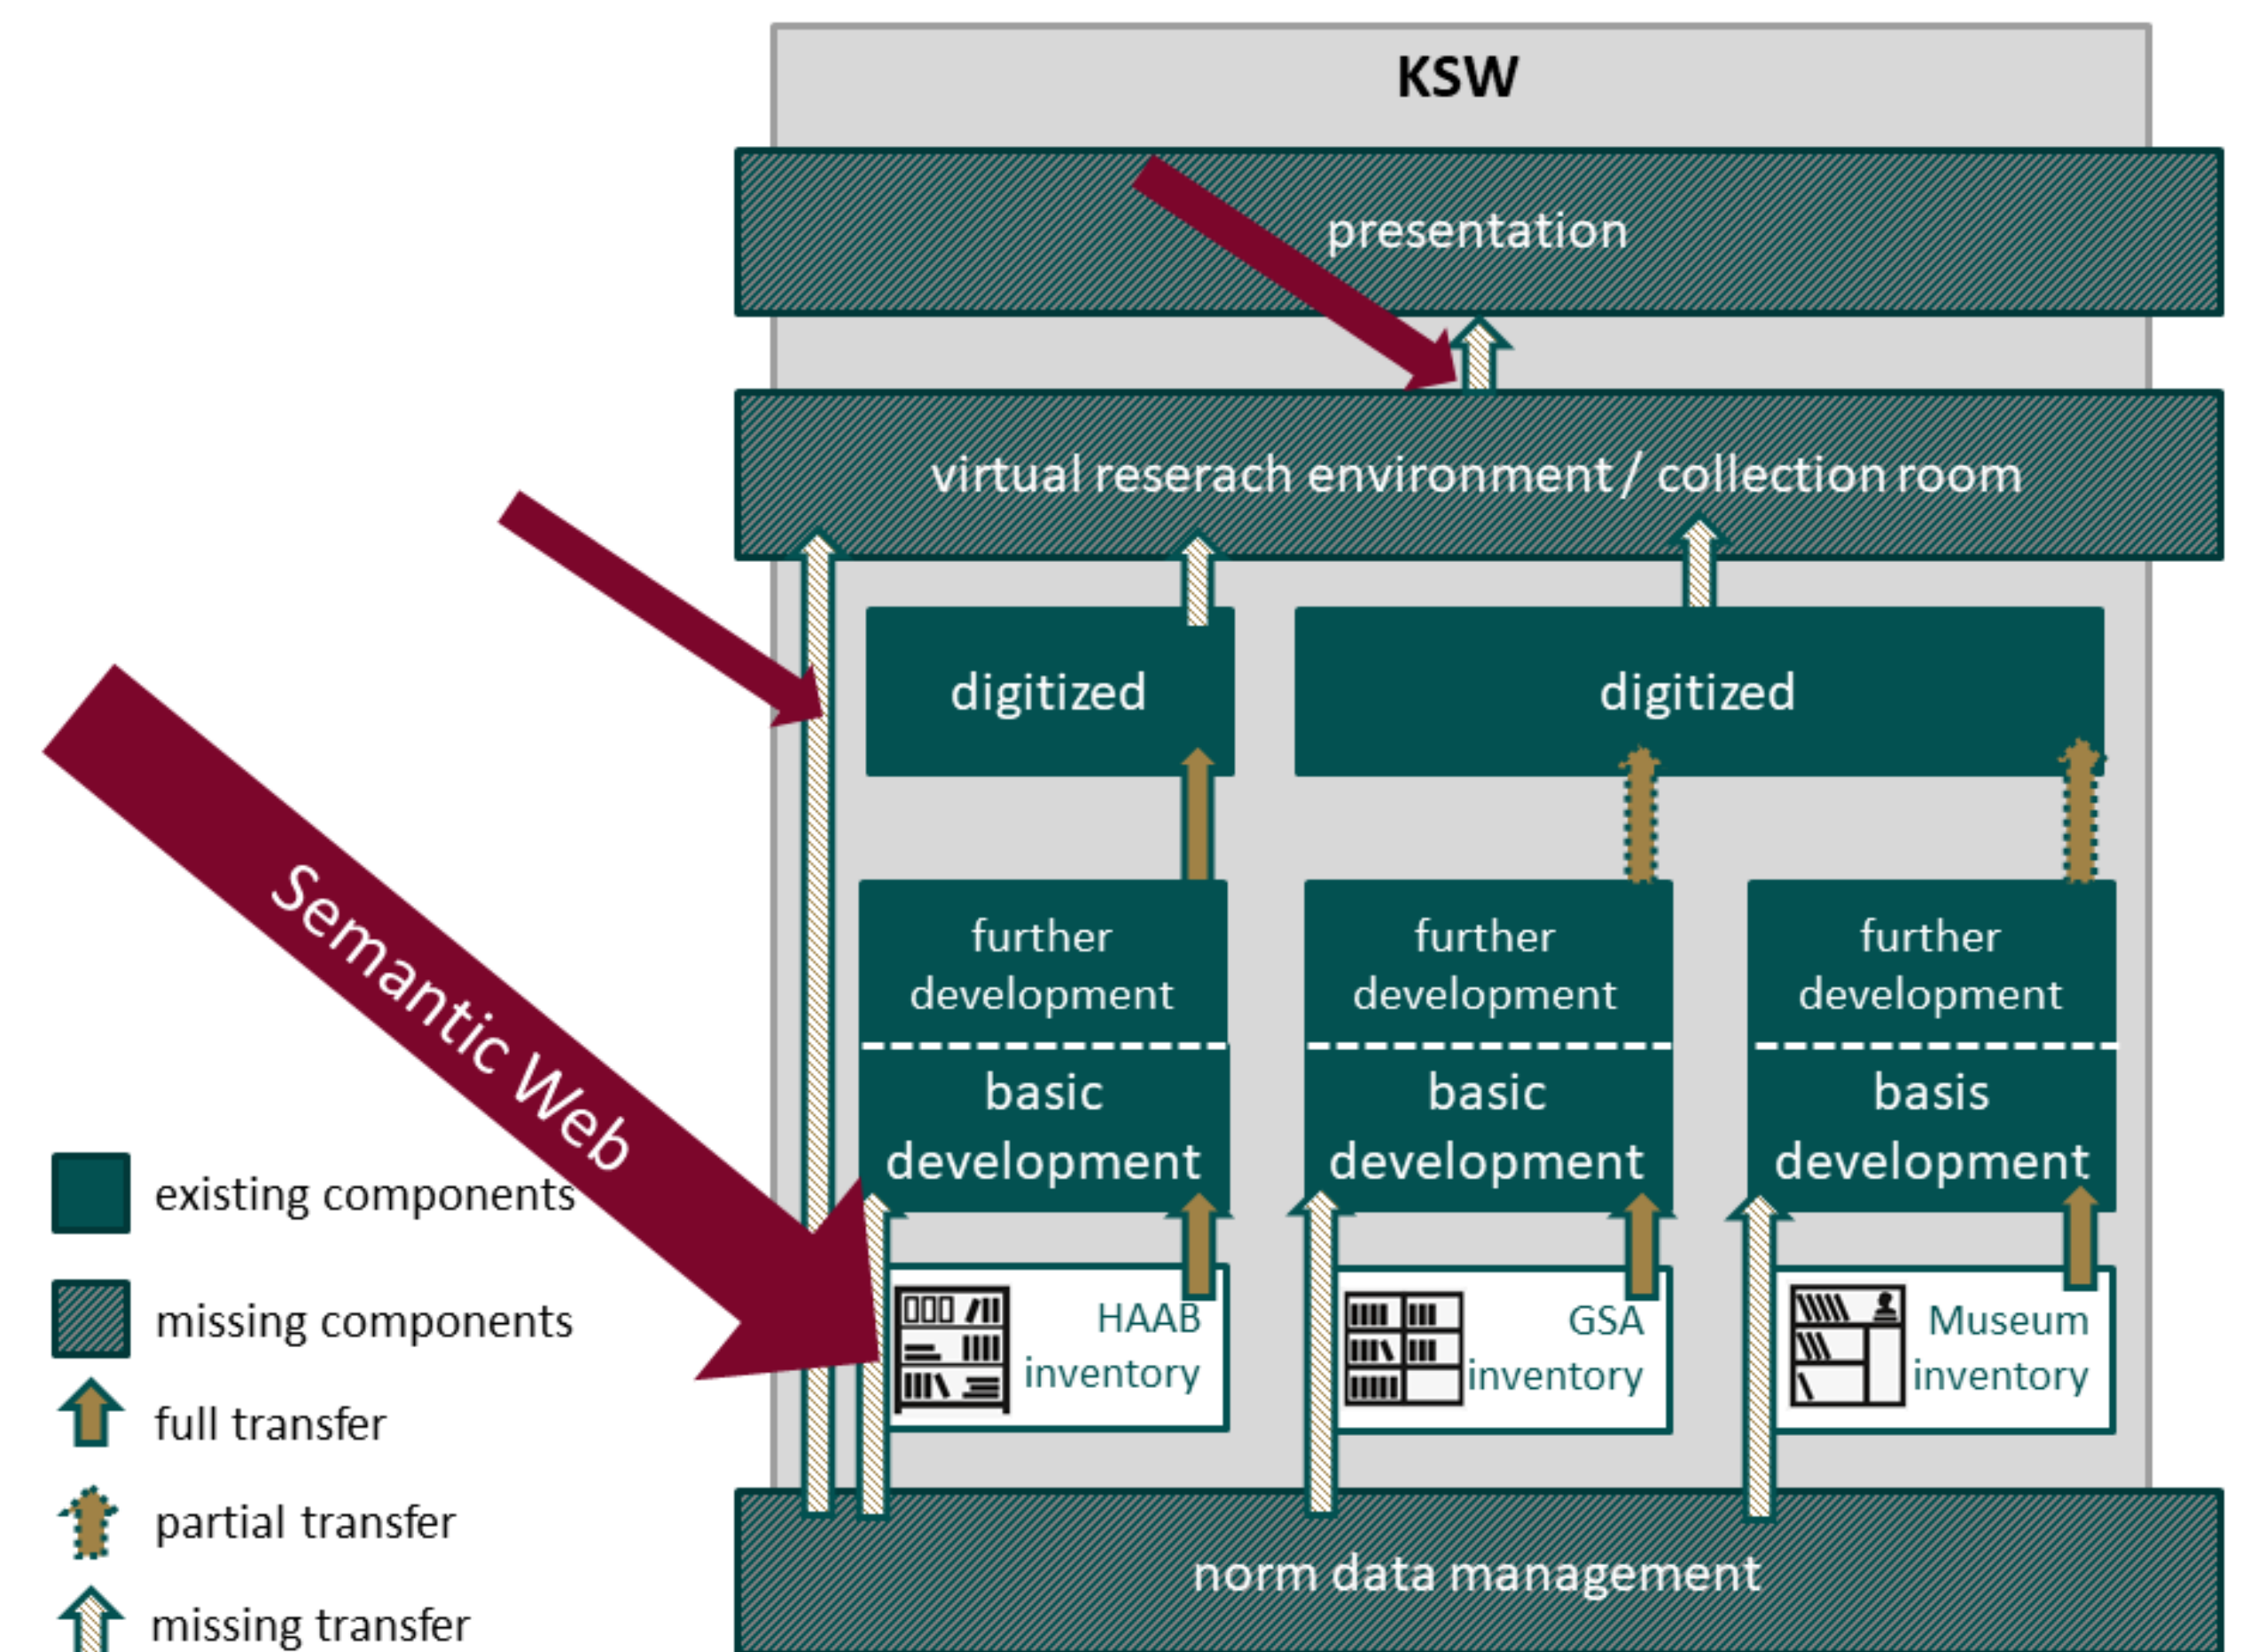 KSW
presentation
virtual reserach environment / collection room
digitized
digitized
further
development
basic
development
further
development
basic
development
further
development
basis
development
HAAB
inventory
GSA
inventory
Museum
inventory
norm data management
Semantic Web
existing components
missing components
full transfer
partial transfer
missing transfer